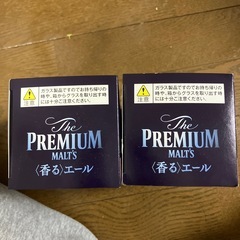 注意
ガラス製品ですのでお持ち帰りの
時や、箱からグラスを取り出す時
には十分ご注意ください。
The
PREMIUM
MALT'S
〈香る〉エール
注意
ガラス製品ですのでお持ち帰りの
時や、箱からグラスを取り出す時
には十分ご注意ください。
The
PREMIUM
MALT'S
〈香る〉エール